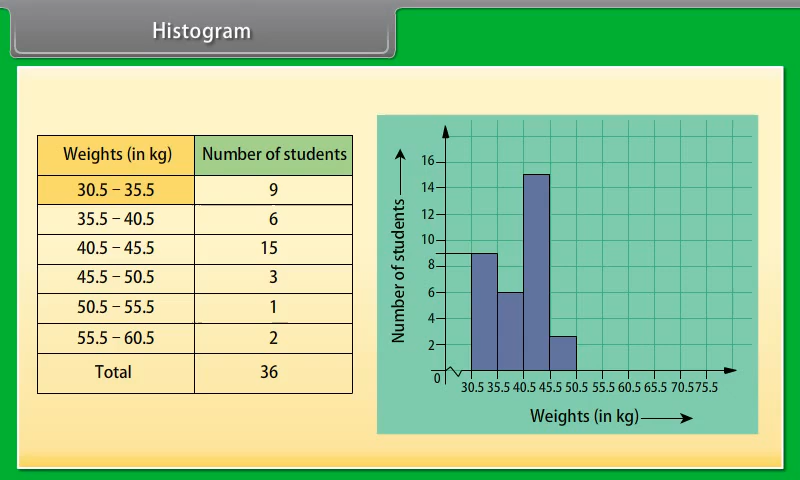 Histogram
Weights (in kg) Number of students
30.5 – 35.5 9
35.5 – 40.5 6
40.5 – 45.5 15
45.5 – 50.5 3
50.5 – 55.5 1
55.5 – 60.5 2
Total 36
Number of students
16
14
12
10
8
6
4
2
0
30.5 35.5 40.5 45.5 50.5 55.5 60.5 65.5 70.5 75.5
Weights (in kg)